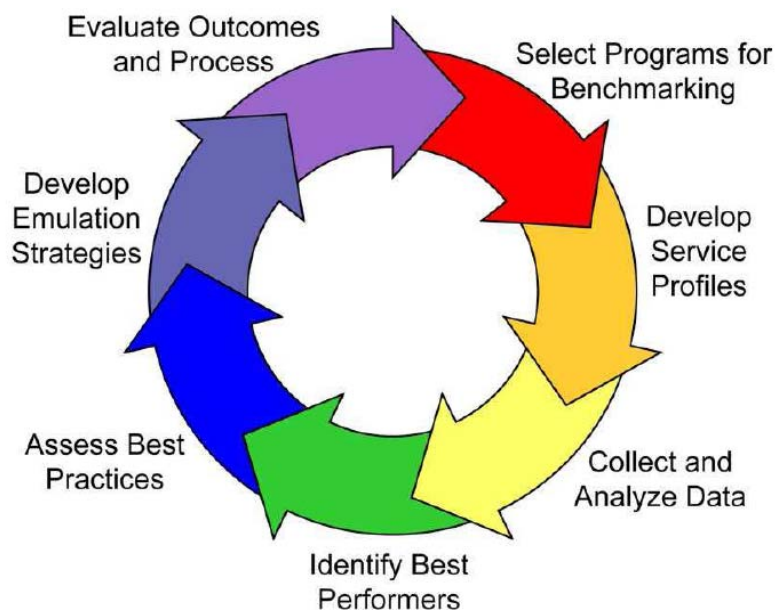 Evaluate Outcomes
and Process
Select Programs for
Benchmarking
Develop
Service
Profiles
Collect and
Analyze Data
Identify Best
Performers
Assess Best
Practices
Develop
Emulation
Strategies